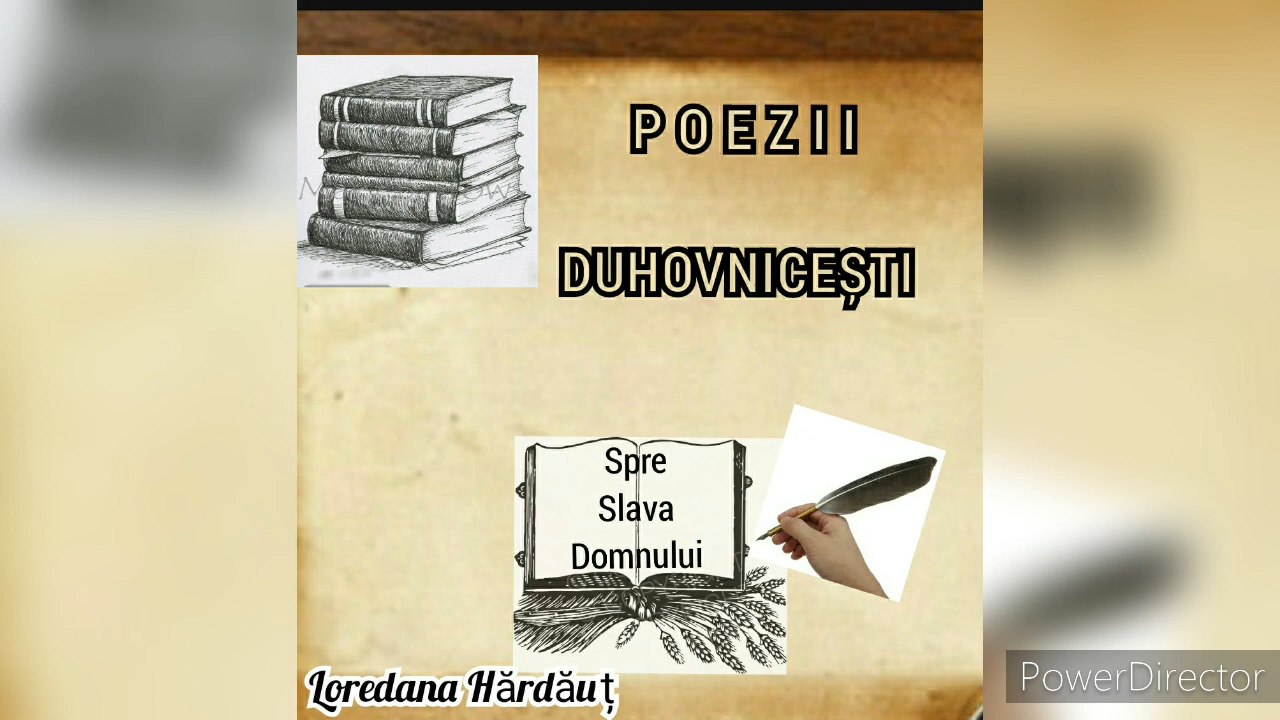 POEZII
DUHOVNICEȘTI
Spre
Slava
Domnului
Loredana Hărdăuț
PowerDirector